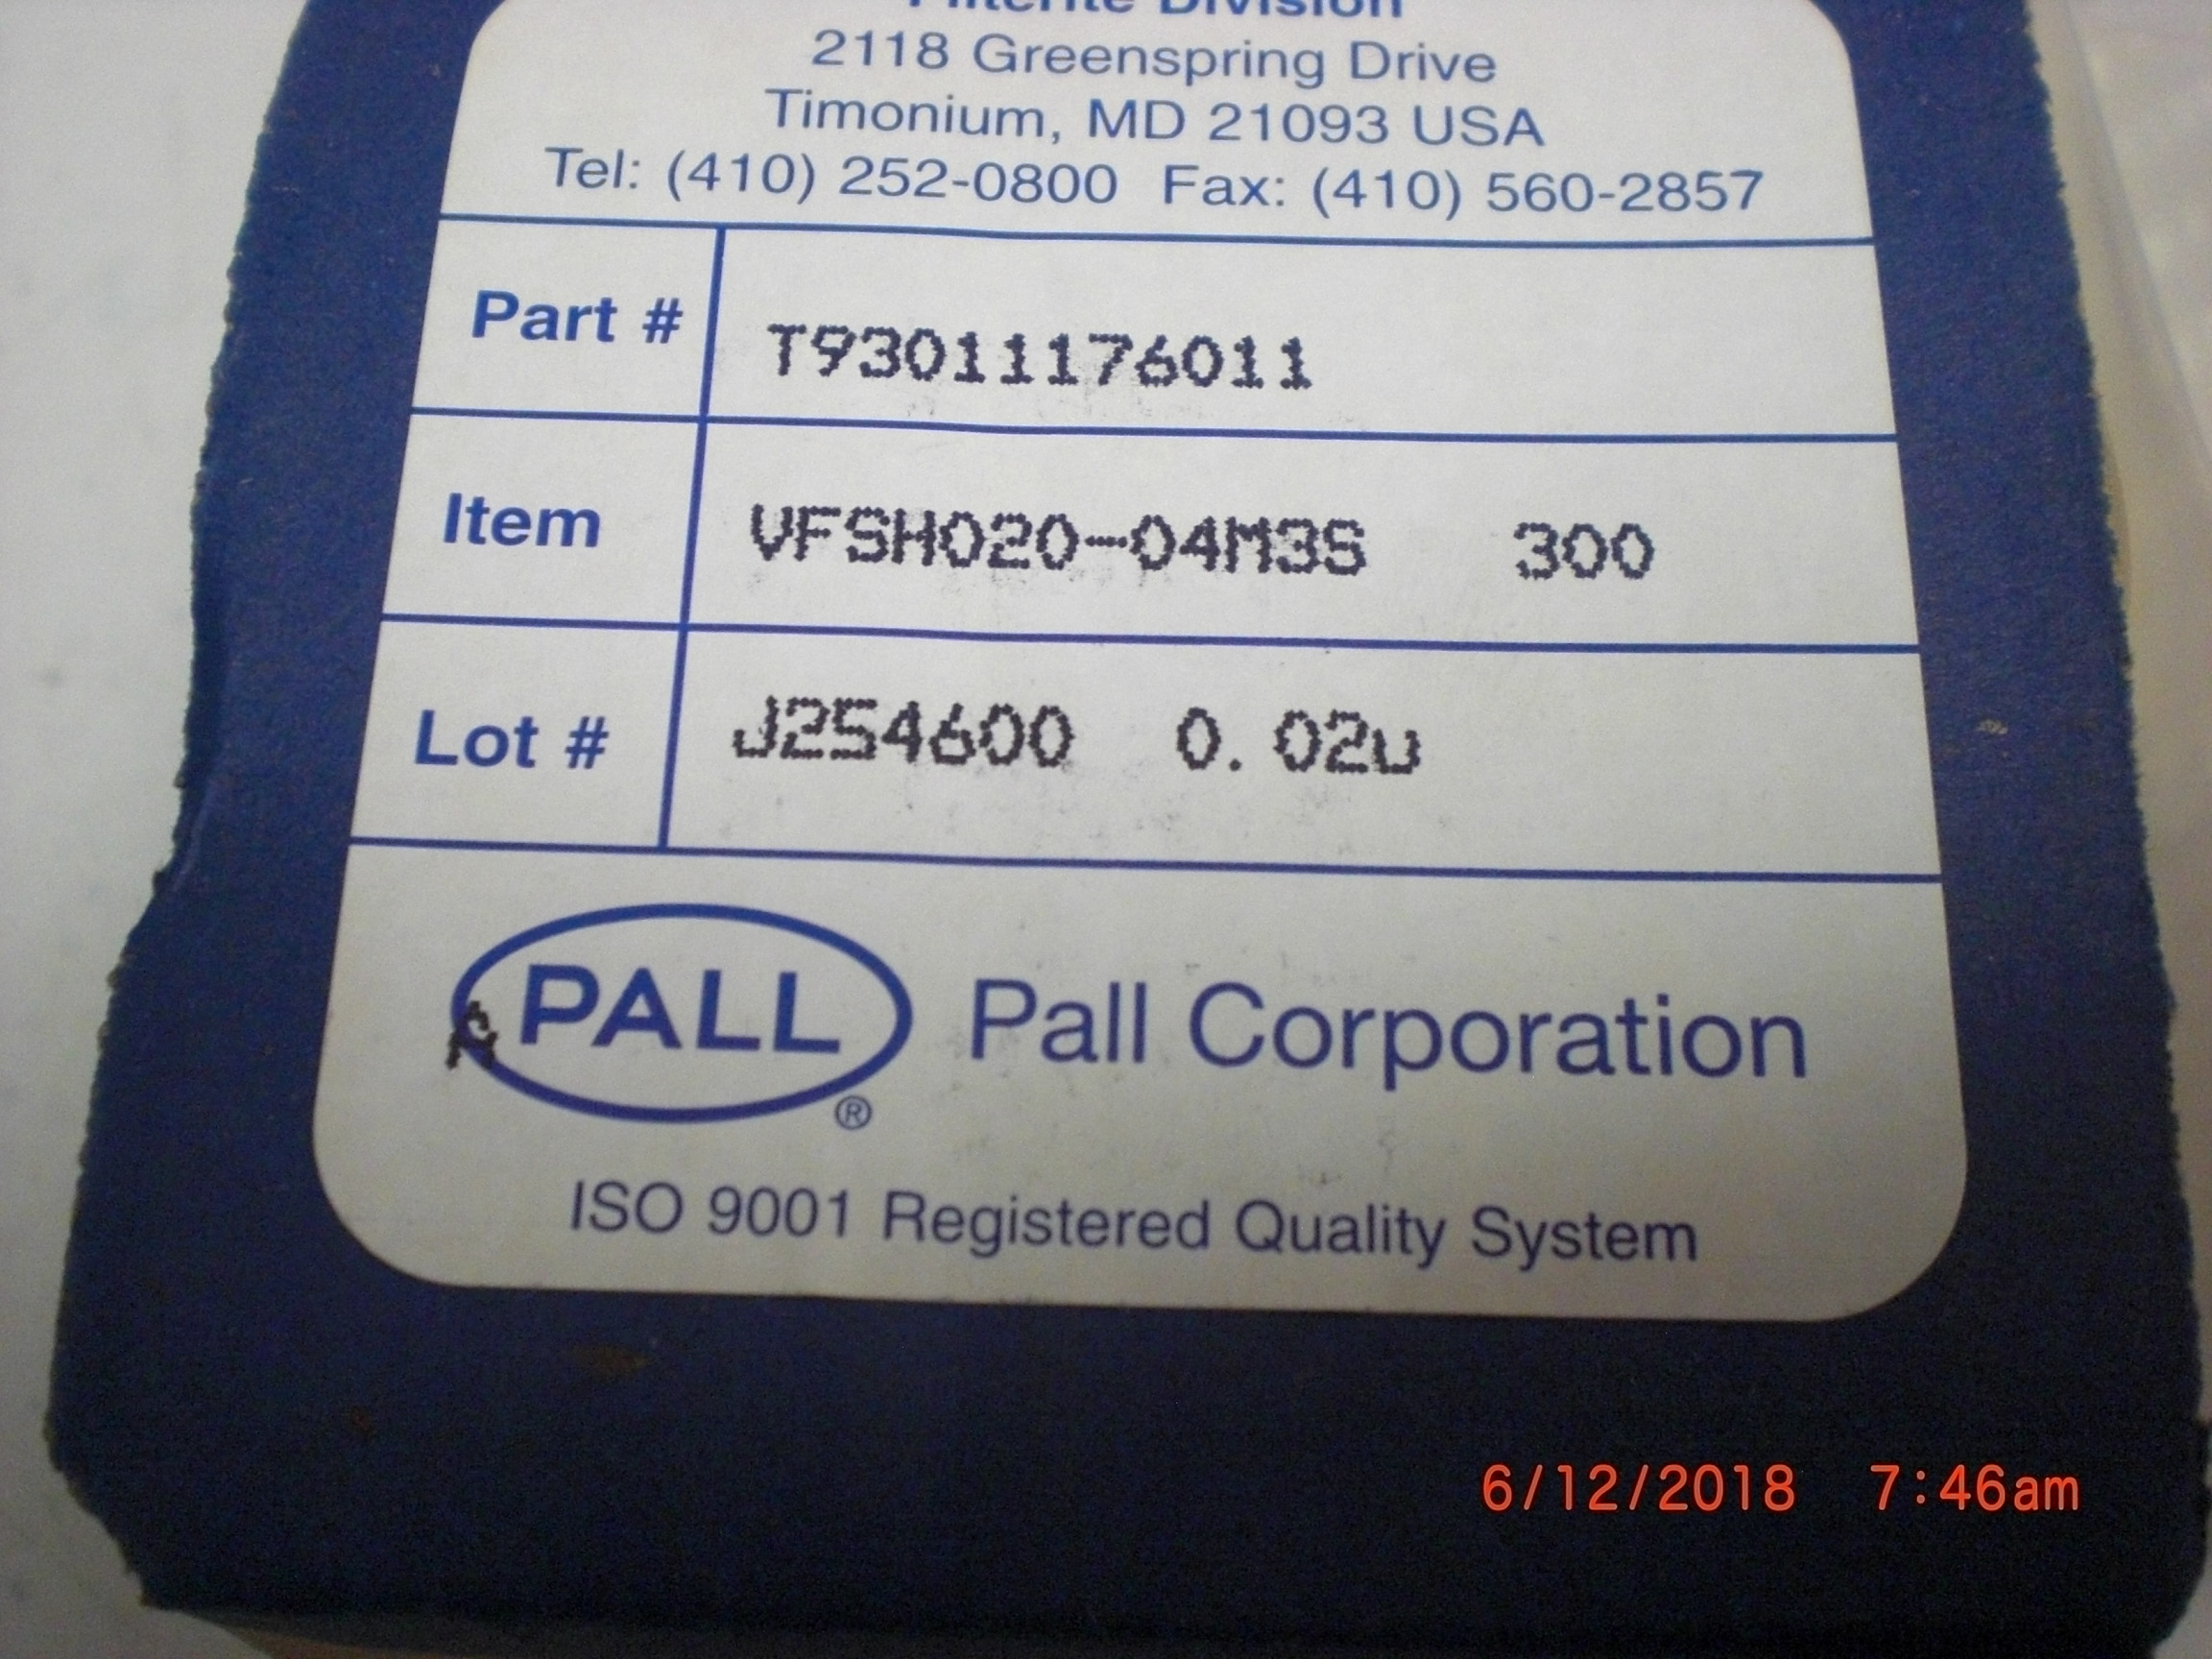 Filterite Division
2118 Greenspring Drive
Timonium, MD 21093 USA
Tel: (410) 252-0800 Fax: (410) 560-2857
Part # T93011176011
Item VFSH020-04M3S 300
Lot # J254600 0.02u
PALL ® Pall Corporation
ISO 9001 Registered Quality System
6/12/2018 7:46am